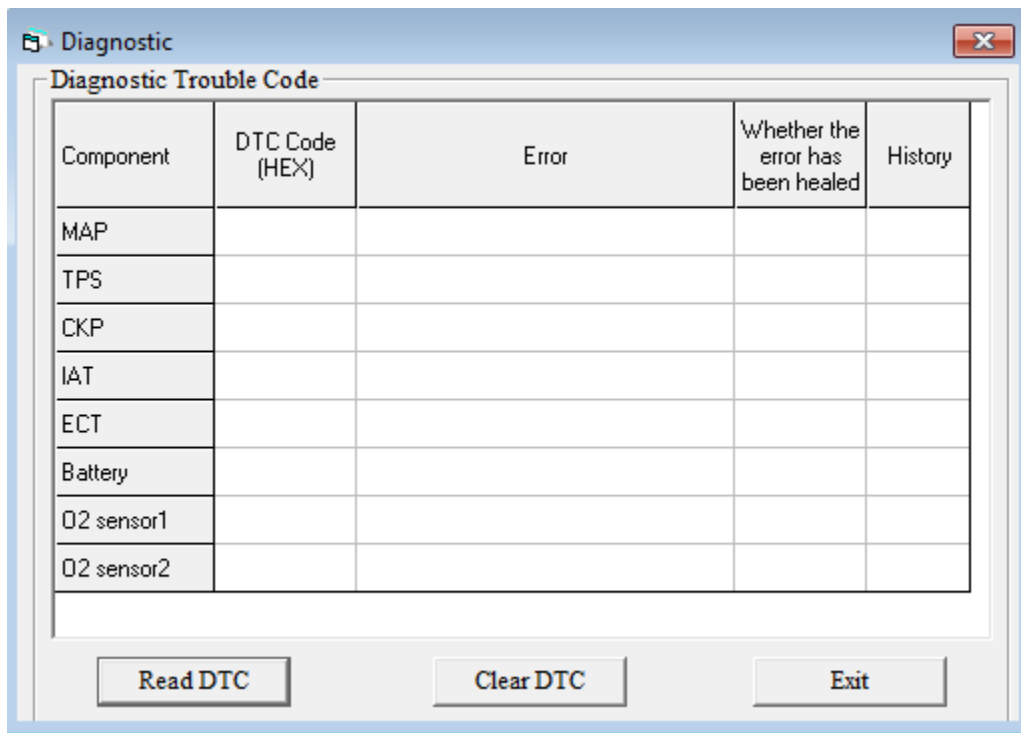 Diagnostic
Diagnostic Trouble Code
Component
DTC Code
(HEX)
Error
Whether the
error has
been healed
History
MAP
TPS
CKP
IAT
ECT
Battery
O2 sensor1
O2 sensor2
Read DTC
Clear DTC
Exit